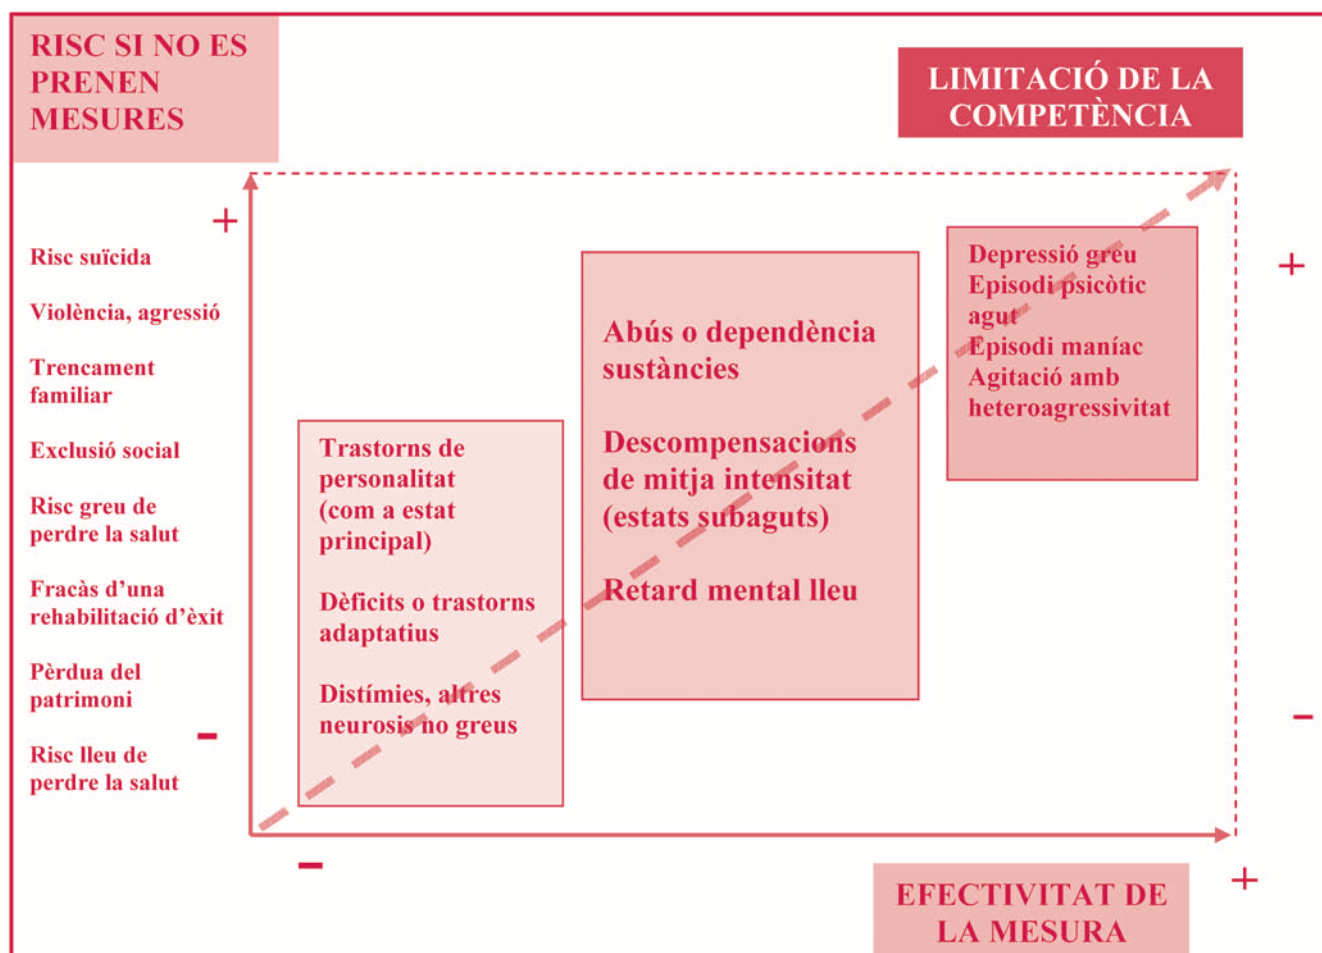 RISC SI NO ES
PRENEN
MESURES
LIMITACIÓ DE LA
COMPETÈNCIA
+
Risc suïcida
Violència, agressió
Trencament
familiar
Exclusió social
Risc greu de
perdre la salut
Fracàs d’una
rehabilitació d’èxit
Pèrdua del
patrimoni
-
Risc lleu de
perdre la salut
Trastorns de
personalitat
(com a estat
principal)
Dèficits o trastorns
adaptatius
Distímies, altres
neurosis no greus
Abús o dependència
sustàncies
Descompensacions
de mitja intensitat
(estats subaguts)
Retard mental lleu
Depressió greu
Episodi psicòtic
agut
Episodi maníac
Agitació amb
heteroagressivitat
+
-
-
+
EFECTIVITAT DE
LA MESURA